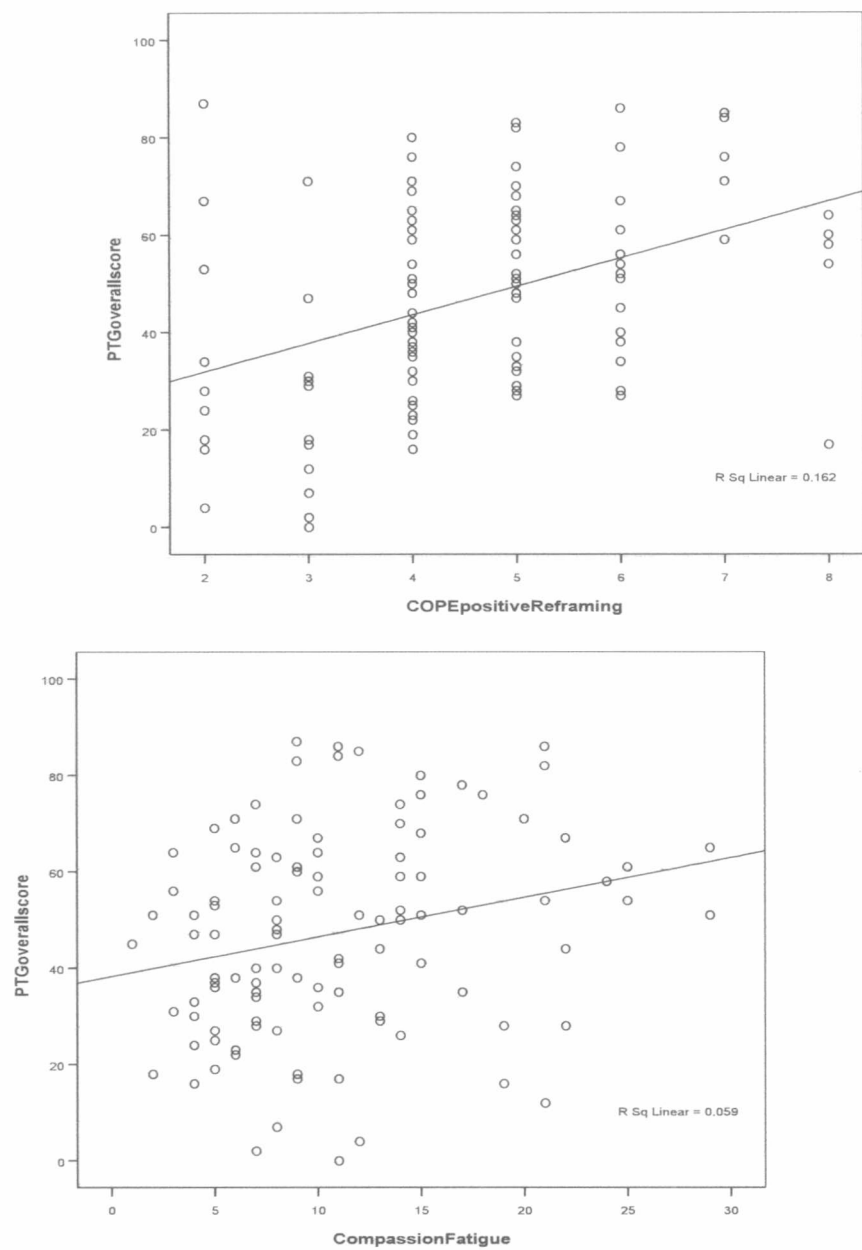 100
80
60
40
20
0
PTGoverallscore
R Sq Linear = 0.162
2 3 4 5 6 7 8
COPEpositiveReframing
100
80
60
40
20
0
PTGoverallscore
R Sq Linear = 0.059
0 5 10 15 20 25 30
CompassionFatigue